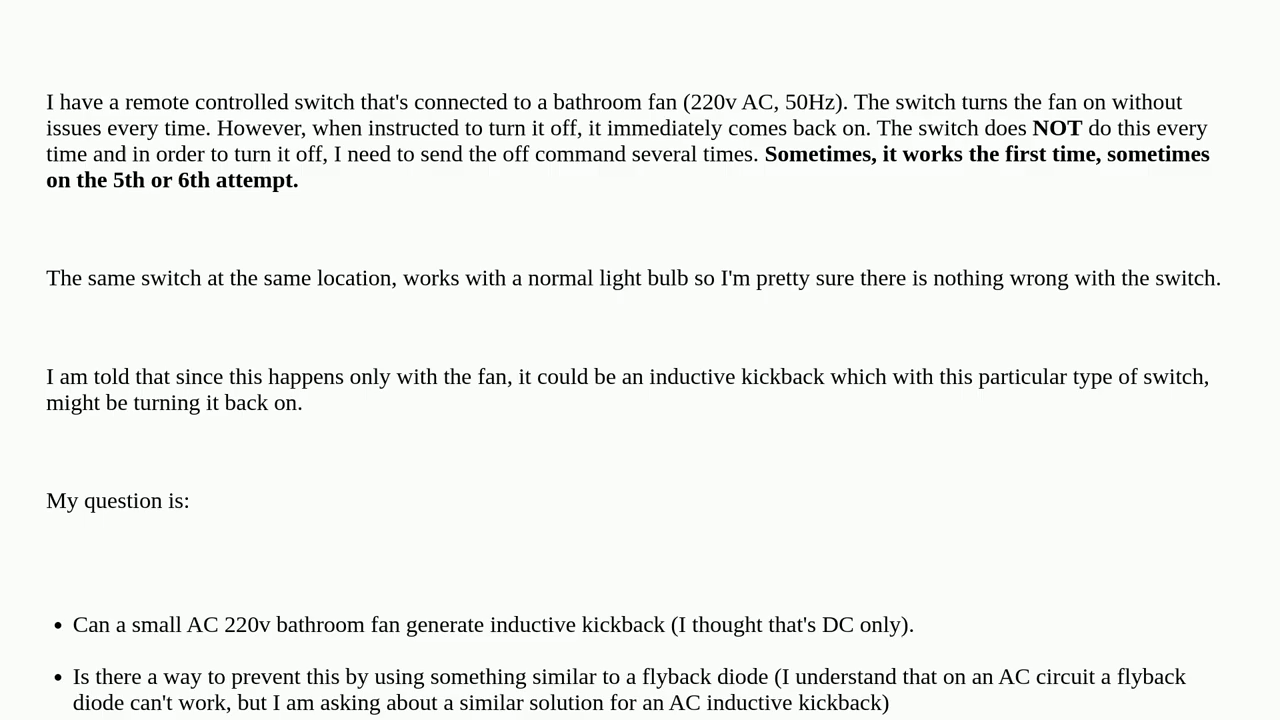 I have a remote controlled switch that's connected to a bathroom fan (220v AC, 50Hz). The switch turns the fan on without
issues every time. However, when instructed to turn it off, it immediately comes back on. The switch does NOT do this every
time and in order to turn it off, I need to send the off command several times. Sometimes, it works the first time, sometimes
on the 5th or 6th attempt.
The same switch at the same location, works with a normal light bulb so I'm pretty sure there is nothing wrong with the switch.
I am told that since this happens only with the fan, it could be an inductive kickback which with this particular type of switch,
might be turning it back on.
My question is:
• Can a small AC 220v bathroom fan generate inductive kickback (I thought that's DC only).
• Is there a way to prevent this by using something similar to a flyback diode (I understand that on an AC circuit a flyback
diode can't work, but I am asking about a similar solution for an AC inductive kickback)